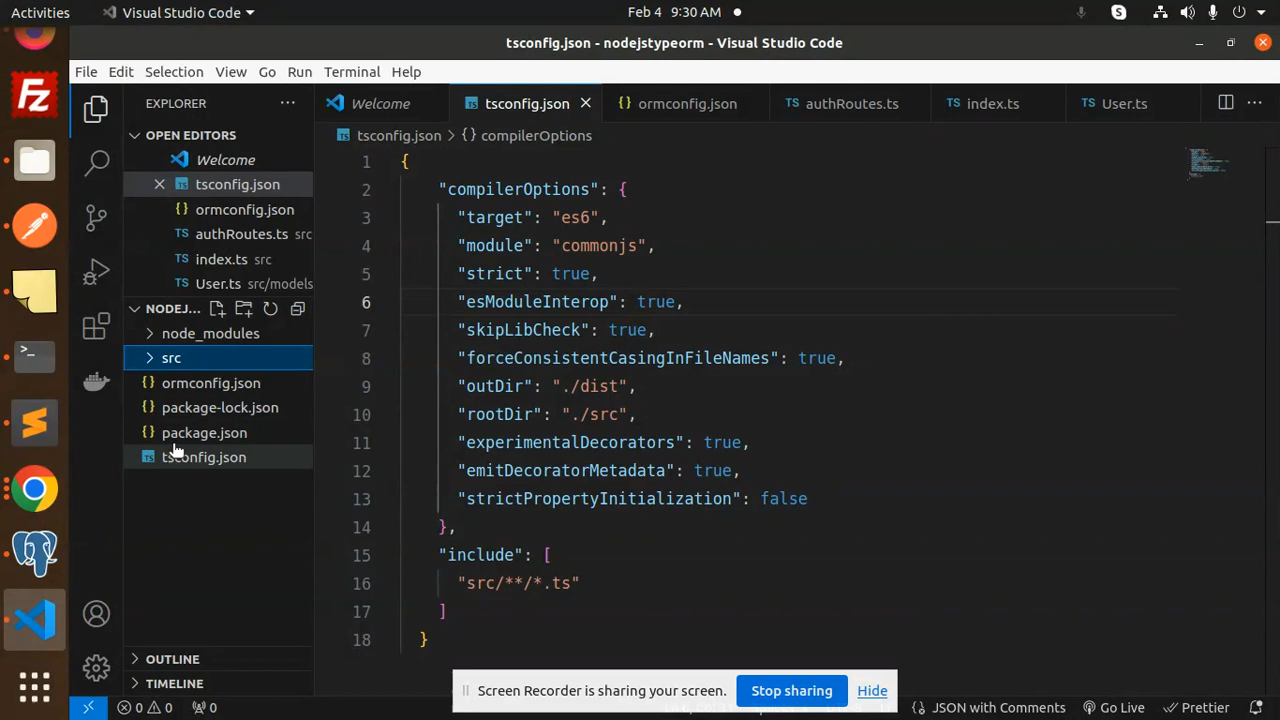 Activities
Visual Studio Code
Feb 4 9:30 AM
tsconfig.json - nodejstypeorm - Visual Studio Code
File Edit Selection View Go Run Terminal Help
EXPLORER
OPEN EDITORS
Welcome
tsconfig.json
ormconfig.json
authRoutes.ts src
index.ts src
User.ts src/models
NODEJ...
node_modules
src
ormconfig.json
package-lock.json
package.json
tsconfig.json
OUTLINE
TIMELINE
Welcome
tsconfig.json
ormconfig.json
authRoutes.ts
index.ts
User.ts
tsconfig.json > {} compilerOptions
1 {
2 "compilerOptions": {
3 "target": "es6",
4 "module": "commonjs",
5 "strict": true,
6 "esModuleInterop": true,
7 "skipLibCheck": true,
8 "forceConsistentCasingInFileNames": true,
9 "outDir": "./dist",
10 "rootDir": "./src",
11 "experimentalDecorators": true,
12 "emitDecoratorMetadata": true,
13 "strictPropertyInitialization": false
14 },
15 "include": [
16 "src/**/*.ts"
17 ]
18 }
Screen Recorder is sharing your screen.
Stop sharing
Hide
0 0 0
JSON with Comments
Go Live
Prettier